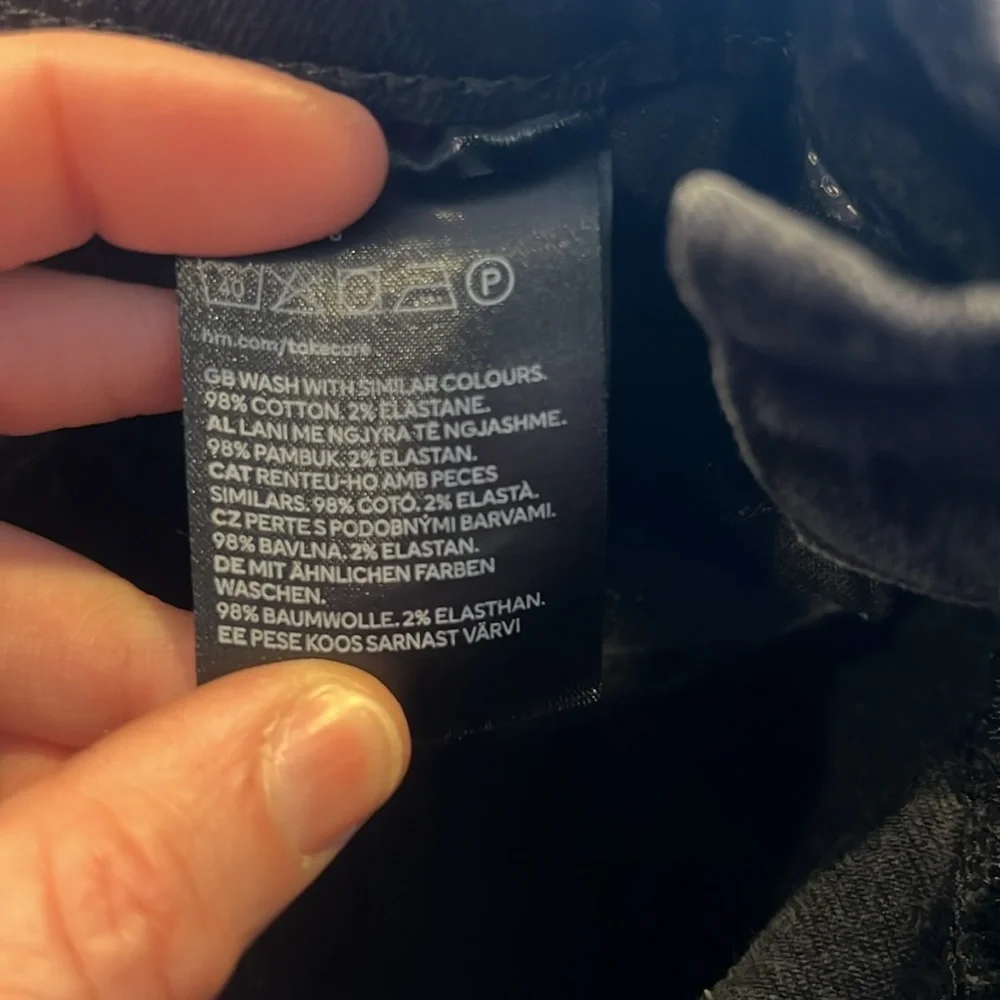 40 P
hm.com/takecare
GB WASH WITH SIMILAR COLOURS.
98% COTTON. 2% ELASTANE.
AL LANI ME NGJYRA TË NGJASHME.
98% PAMBUK. 2% ELASTAN.
CAT RENTEU-HO AMB PECES
SIMILARS. 98% COTÓ. 2% ELASTÀ.
CZ PERTE S PODOBNÝMI BARVAMI.
98% BAVLNA. 2% ELASTAN.
DE MIT ÄHNLICHEN FARBEN
WASCHEN.
98% BAUMWOLLE. 2% ELASTHAN.
EE PESE KOOS SARNAST VÄRVI